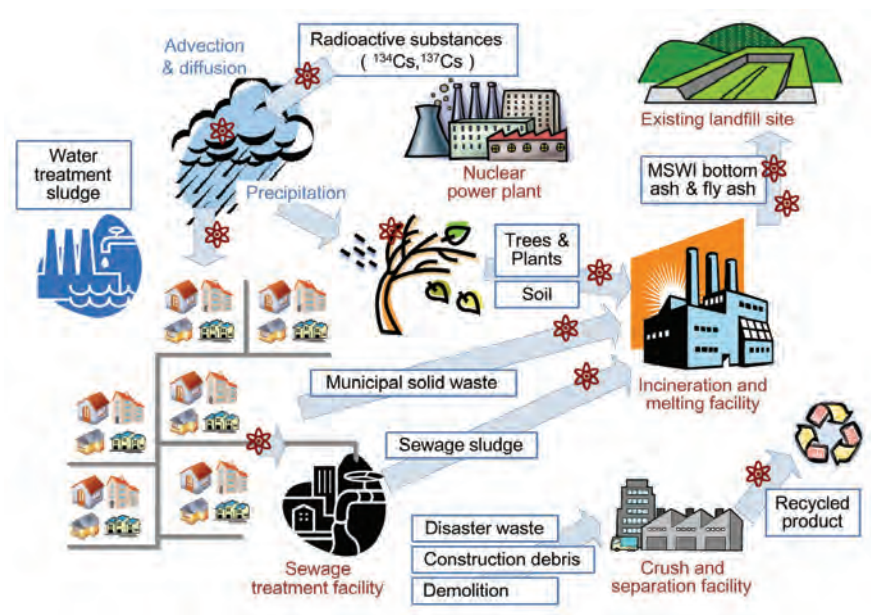 Advection
& diffusion
Radioactive substances
( ¹³⁴Cs,¹³⁷Cs )
Existing landfill site
Water
treatment
sludge
Nuclear
power plant
MSWI bottom
ash & fly ash
Precipitation
Trees &
Plants
Soil
Municipal solid waste
Incineration and
melting facility
Sewage sludge
Recycled
product
Disaster waste
Construction debris
Demolition
Sewage
treatment facility
Crush and
separation facility